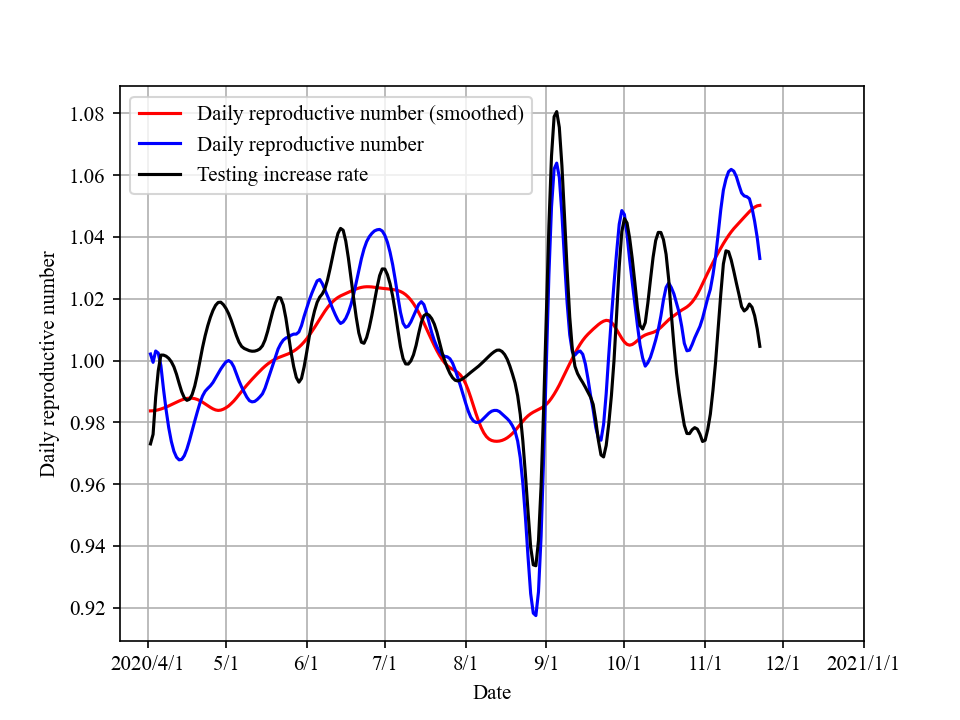 Daily reproductive number (smoothed)
Daily reproductive number
Testing increase rate
1.08
1.06
1.04
1.02
1.00
0.98
0.96
0.94
0.92
Daily reproductive number
2020/4/1 5/1 6/1 7/1 8/1 9/1 10/1 11/1 12/1 2021/1/1
Date